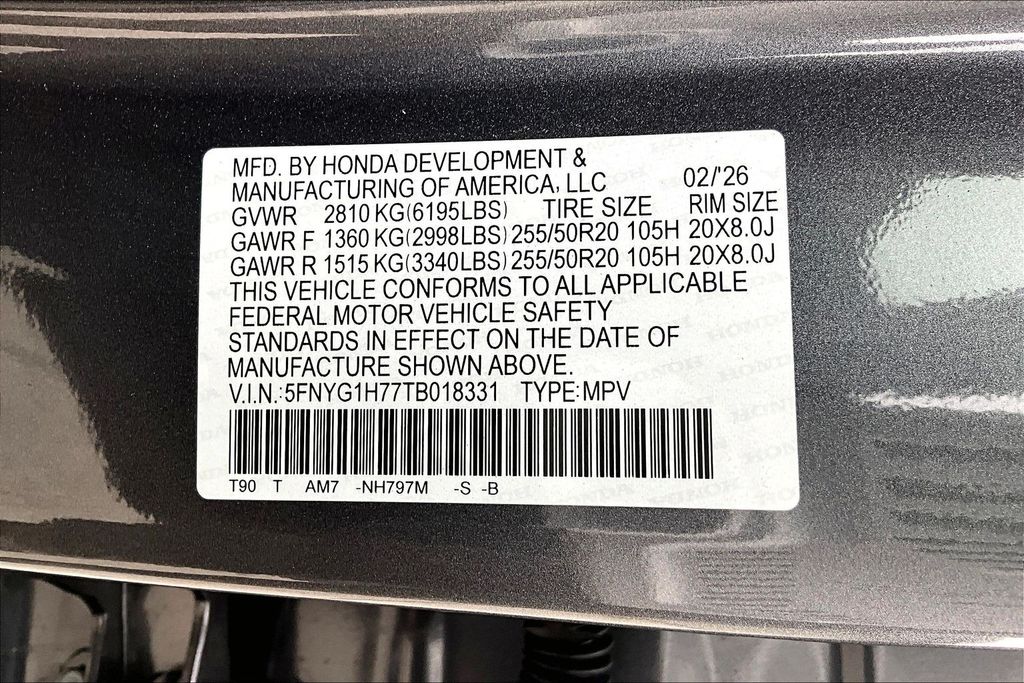 MFD. BY HONDA DEVELOPMENT &
MANUFACTURING OF AMERICA, LLC 02/'26
GVWR 2810 KG(6195LBS) TIRE SIZE RIM SIZE
GAWR F 1360 KG(2998LBS) 255/50R20 105H 20X8.0J
GAWR R 1515 KG(3340LBS) 255/50R20 105H 20X8.0J
THIS VEHICLE CONFORMS TO ALL APPLICABLE
FEDERAL MOTOR VEHICLE SAFETY
STANDARDS IN EFFECT ON THE DATE OF
MANUFACTURE SHOWN ABOVE.
V.I.N.:5FNYG1H77TB018331 TYPE:MPV
T90 T AM7 -NH797M -S -B